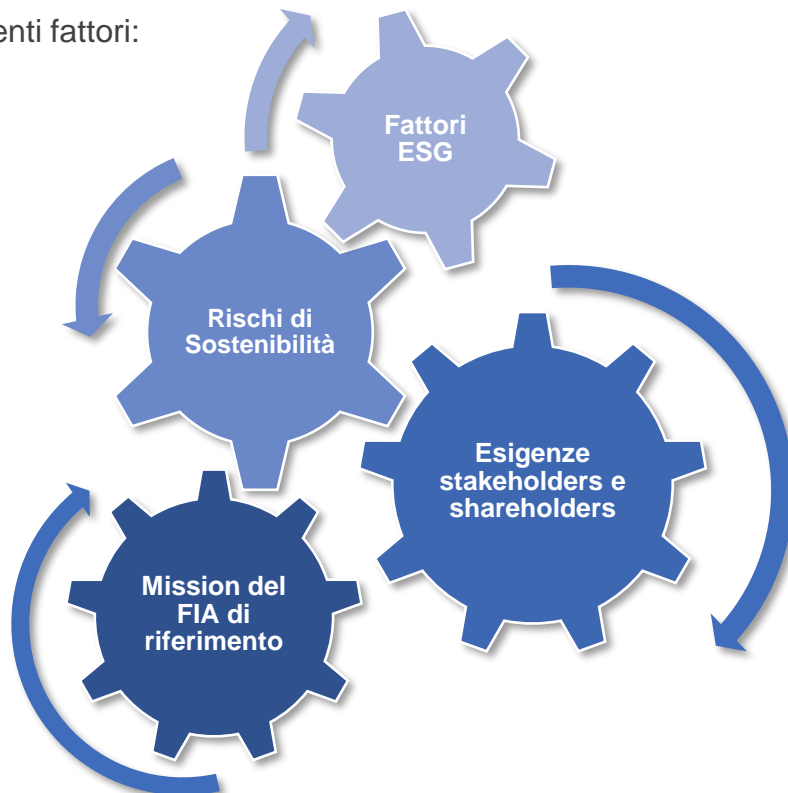 enti fattori:
Fattori
ESG
Rischi di
Sostenibilità
Esigenze
stakeholders e
shareholders
Mission del
FIA di
riferimento